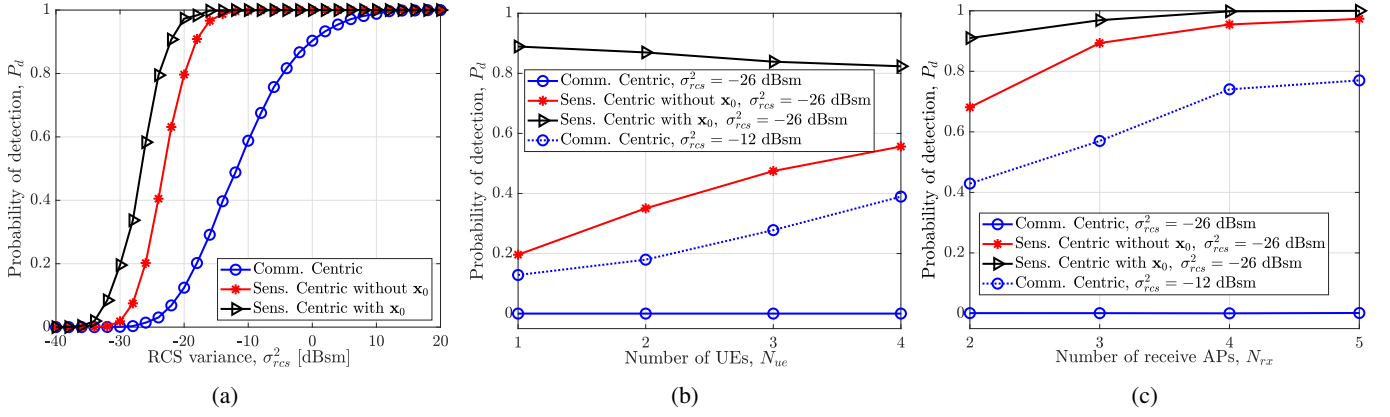 Probability of detection, P_d
1
0.8
0.6
0.4
0.2
0
Comm. Centric
Sens. Centric without x_0
Sens. Centric with x_0
-40 -30 -20 -10 0 10 20
RCS variance, σ²_rcs [dBsm]
(a)
Probability of detection, P_d
1
0.8
0.6
0.4
0.2
0
Comm. Centric, σ²_rcs = −26 dBsm
Sens. Centric without x_0, σ²_rcs = −26 dBsm
Sens. Centric with x_0, σ²_rcs = −26 dBsm
Comm. Centric, σ²_rcs = −12 dBsm
1 2 3 4
Number of UEs, N_ue
(b)
Probability of detection, P_d
1
0.8
0.6
0.4
0.2
0
Comm. Centric, σ²_rcs = −26 dBsm
Sens. Centric without x_0, σ²_rcs = −26 dBsm
Sens. Centric with x_0, σ²_rcs = −26 dBsm
Comm. Centric, σ²_rcs = −12 dBsm
2 3 4 5
Number of receive APs, N_rx
(c)